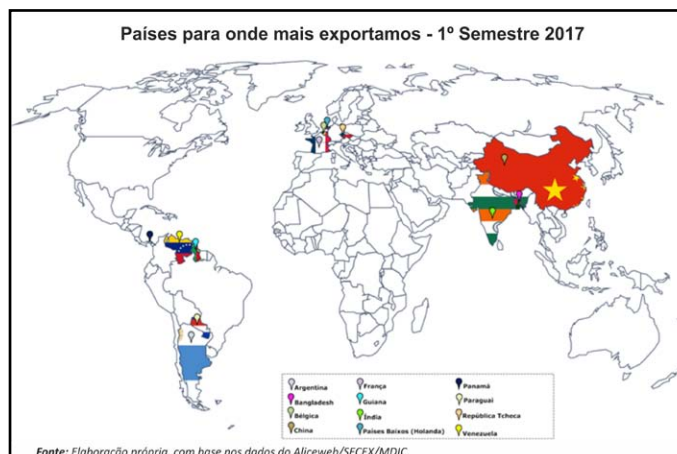 Países para onde mais exportamos - 1º Semestre 2017
Argentina França Panamá
Bangladesh Guiana Paraguai
Bélgica Índia República Tcheca
China Países Baixos (Holanda) Venezuela
Fonte: Elaboração própria, com base nos dados do Aliceweb/SECEX/MDIC